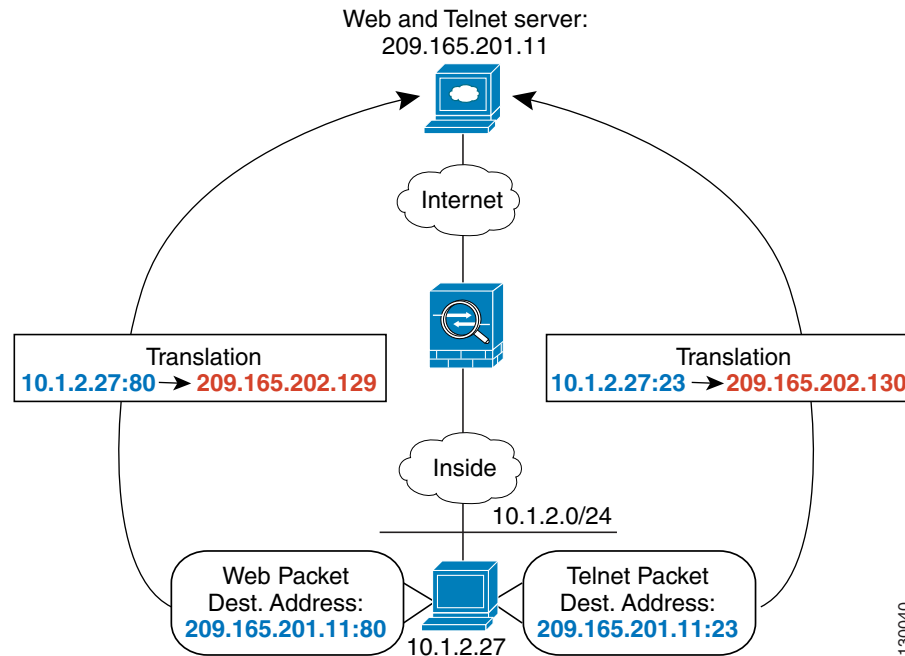 Web and Telnet server:
209.165.201.11
Internet
Translation
10.1.2.27:80 209.165.202.129
Translation
10.1.2.27:23 209.165.202.130
Inside
10.1.2.0/24
Web Packet
Dest. Address:
209.165.201.11:80
Telnet Packet
Dest. Address:
209.165.201.11:23
10.1.2.27
130040